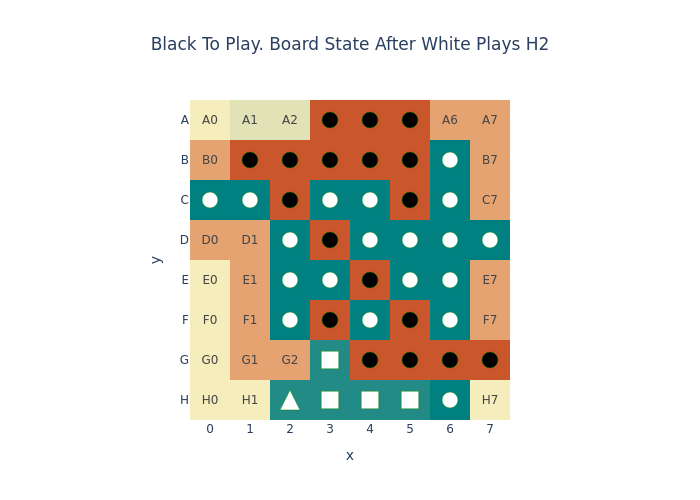 Black To Play. Board State After White Plays H2
A A0 A1 A2 A6 A7
B B0 B7
C C7
y D D0 D1
E E0 E1 E7
F F0 F1 F7
G G0 G1 G2
H H0 H1 H7
0 1 2 3 4 5 6 7
x